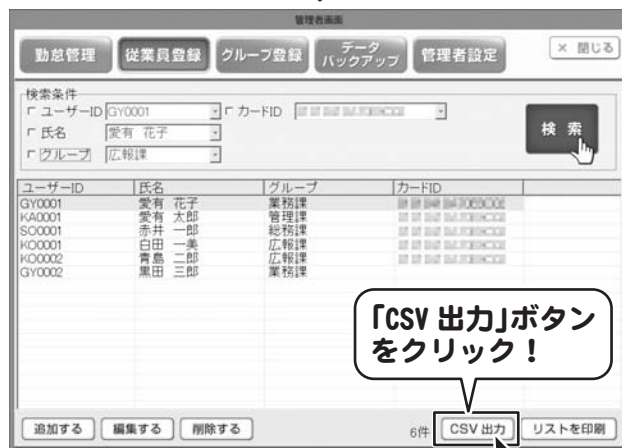 管理者画面
勤怠管理 従業員登録 グループ登録 データバックアップ 管理者設定 × 閉じる
検索条件
ユーザーID GY0001 カードID
氏名 愛有 花子
グループ 広報課
検索
ユーザーID 氏名 グループ カードID
GY0001 愛有 花子 業務課
KA0001 愛有 太郎 管理課
SO0001 赤井 一郎 総務課
KO0001 白田 一美 広報課
KO0002 青島 二郎 広報課
GY0002 黒田 三郎 業務課
「CSV 出力」ボタン
をクリック！
追加する 編集する 削除する 6件 CSV 出力 リストを印刷